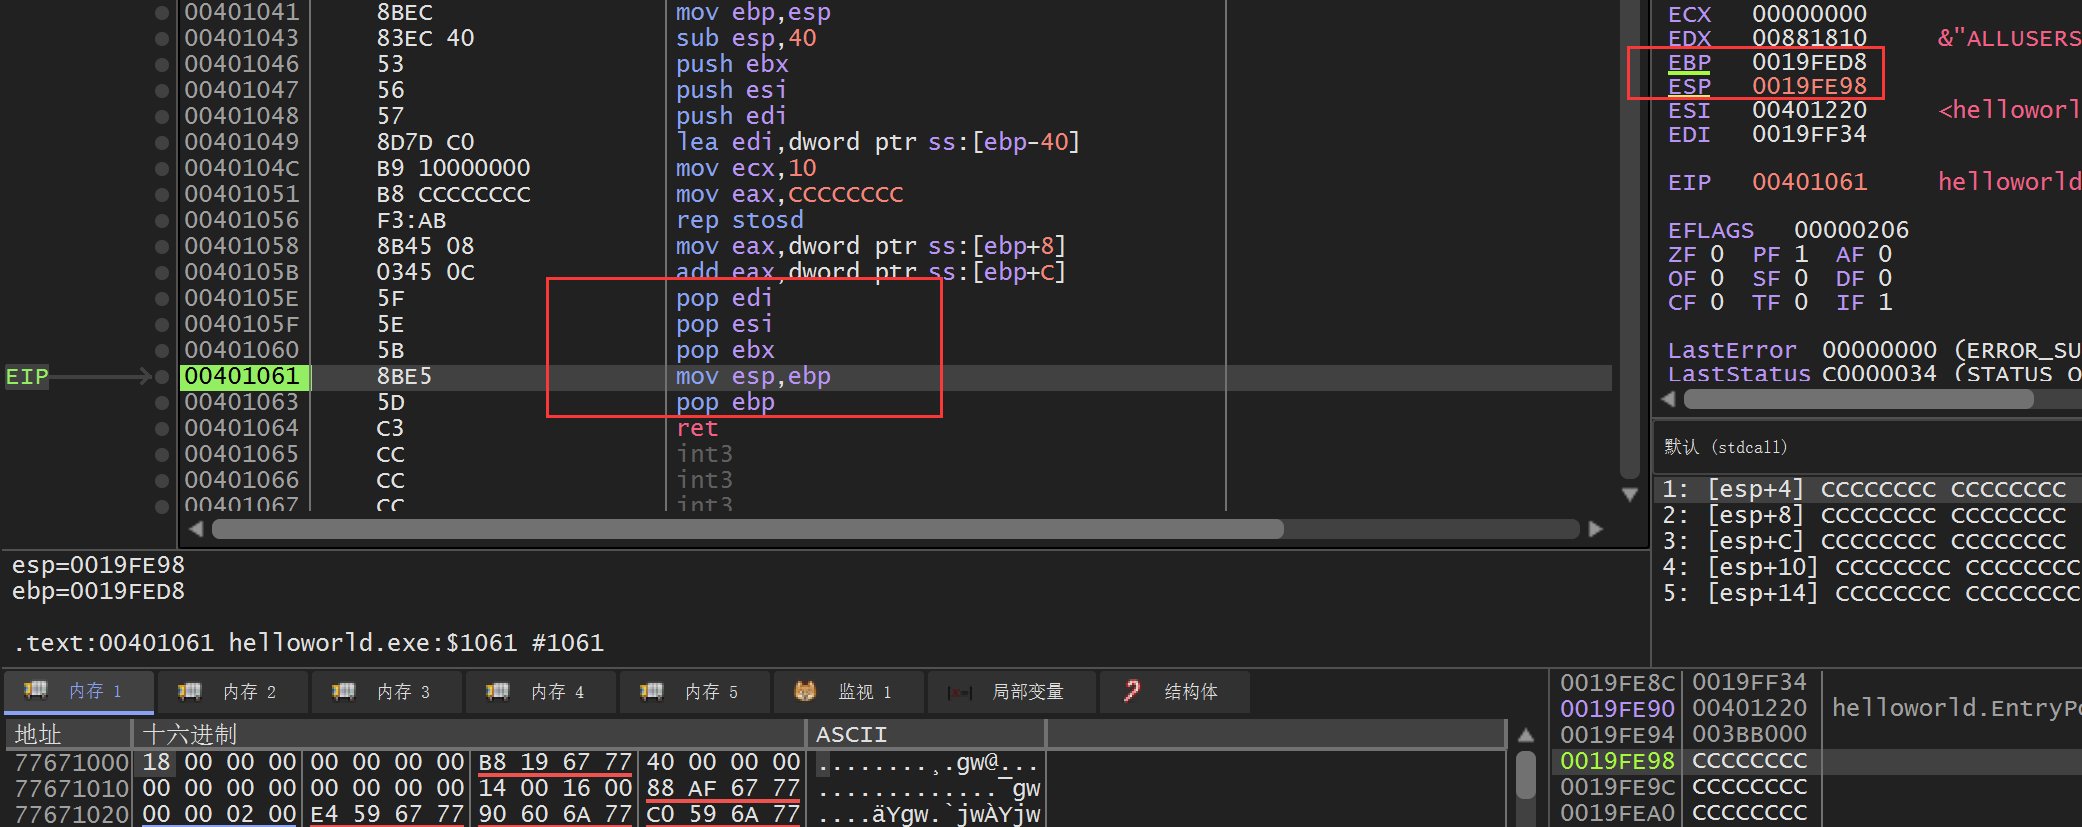 00401041 8BEC mov ebp,esp
00401043 83EC 40 sub esp,40
00401046 53 push ebx
00401047 56 push esi
00401048 57 push edi
00401049 8D7D C0 lea edi,dword ptr ss:[ebp-40]
0040104C B9 10000000 mov ecx,10
00401051 B8 CCCCCCCC mov eax,CCCCCCCC
00401056 F3:AB rep stosd
00401058 8B45 08 mov eax,dword ptr ss:[ebp+8]
0040105B 0345 0C add eax,dword ptr ss:[ebp+C]
0040105E 5F pop edi
0040105F 5E pop esi
00401060 5B pop ebx
EIP 00401061 8BE5 mov esp,ebp
00401063 5D pop ebp
00401064 C3 ret
00401065 CC int3
00401066 CC int3
00401067 CC int3
ECX 00000000
EDX 00881810 &"ALLUSERS
EBP 0019FED8
ESP 0019FE98
ESI 00401220 <helloworl
EDI 0019FF34
EIP 00401061 helloworld
EFLAGS 00000206
ZF 0 PF 1 AF 0
OF 0 SF 0 DF 0
CF 0 TF 0 IF 1
LastError 00000000 (ERROR_SU
LastStatus C0000034 (STATUS_O
默认 (stdcall)
1: [esp+4] CCCCCCCC CCCCCCCC
2: [esp+8] CCCCCCCC CCCCCCCC
3: [esp+C] CCCCCCCC CCCCCCCC
4: [esp+10] CCCCCCCC CCCCCCCC
5: [esp+14] CCCCCCCC CCCCCCCC
esp=0019FE98
ebp=0019FED8
.text:00401061 helloworld.exe:$1061 #1061
内存 1 内存 2 内存 3 内存 4 内存 5 监视 1 局部变量 结构体
地址 十六进制 ASCII
77671000 18 00 00 00 00 00 00 00 B8 19 67 77 40 00 00 00 ........¸.gw@...
77671010 00 00 00 00 00 00 00 00 14 00 16 00 88 AF 67 77 .............¯gw
77671020 00 00 02 00 E4 59 67 77 90 60 6A 77 C0 59 6A 77 ....äYgw.`jwÀYjw
0019FE8C 0019FF34
0019FE90 00401220 helloworld.EntryPo
0019FE94 003BB000
0019FE98 CCCCCCCC
0019FE9C CCCCCCCC
0019FEA0 CCCCCCCC